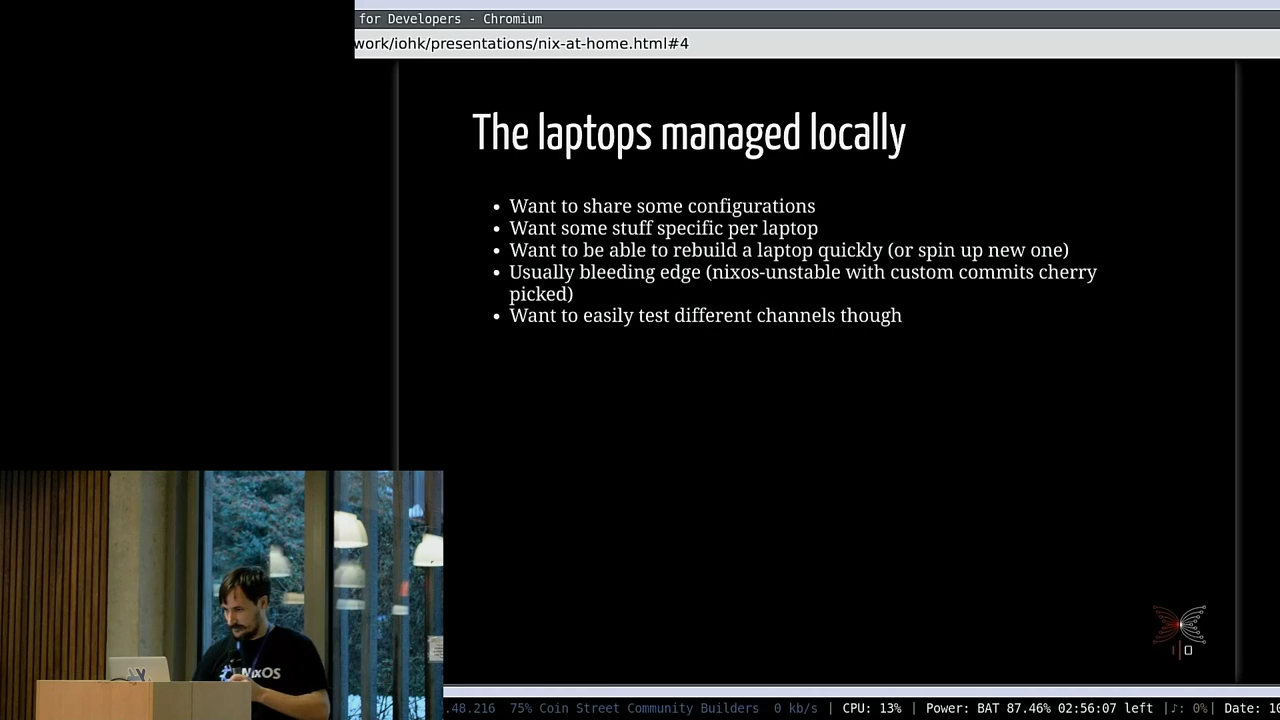 for Developers - Chromium
work/iohk/presentations/nix-at-home.html#4
The laptops managed locally
• Want to share some configurations
• Want some stuff specific per laptop
• Want to be able to rebuild a laptop quickly (or spin up new one)
• Usually bleeding edge (nixos-unstable with custom commits cherry
picked)
• Want to easily test different channels though
NixOS
.48.216 75% Coin Street Community Builders 0 kb/s | CPU: 13% | Power: BAT 87.46% 02:56:07 left | ♪: 0% | Date: 10